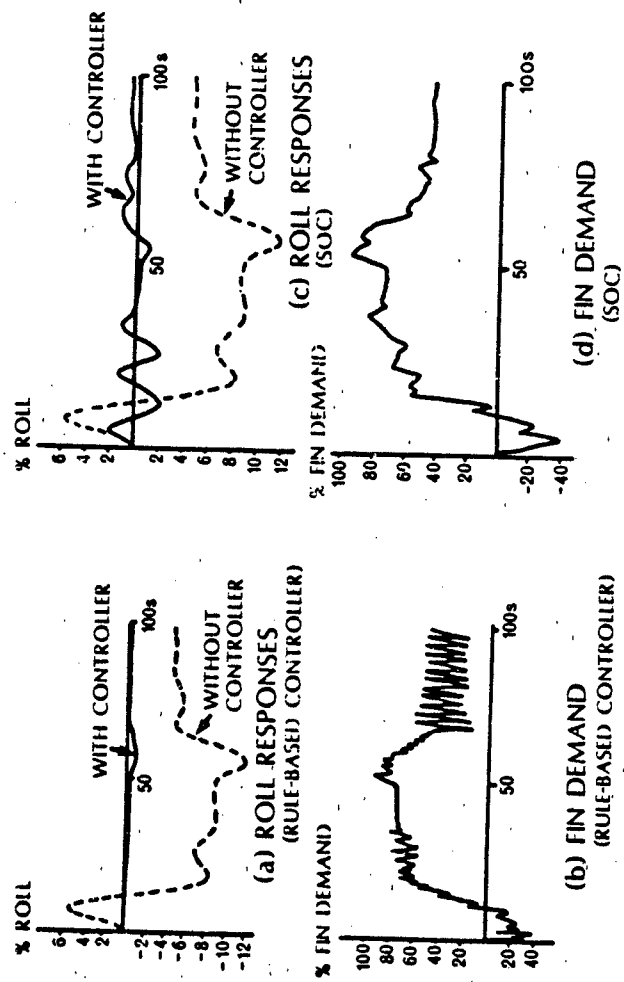 % ROLL
6
4
2
-2
-4
-6
-8
-10
-12
WITH CONTROLLER
50
100s
WITHOUT
CONTROLLER
(a) ROLL RESPONSES
(RULE-BASED CONTROLLER)
% FIN DEMAND
100
80
60
40
20
20
40
50
100s
(b) FIN DEMAND
(RULE-BASED CONTROLLER)
% ROLL
6
4
2
2
4
6
8
10
12
WITH CONTROLLER
50
100s
WITHOUT
CONTROLLER
(c) ROLL RESPONSES
(SOC)
% FIN DEMAND
100
80
60
40
20
-20
-40
50
100s
(d) FIN DEMAND
(SOC)